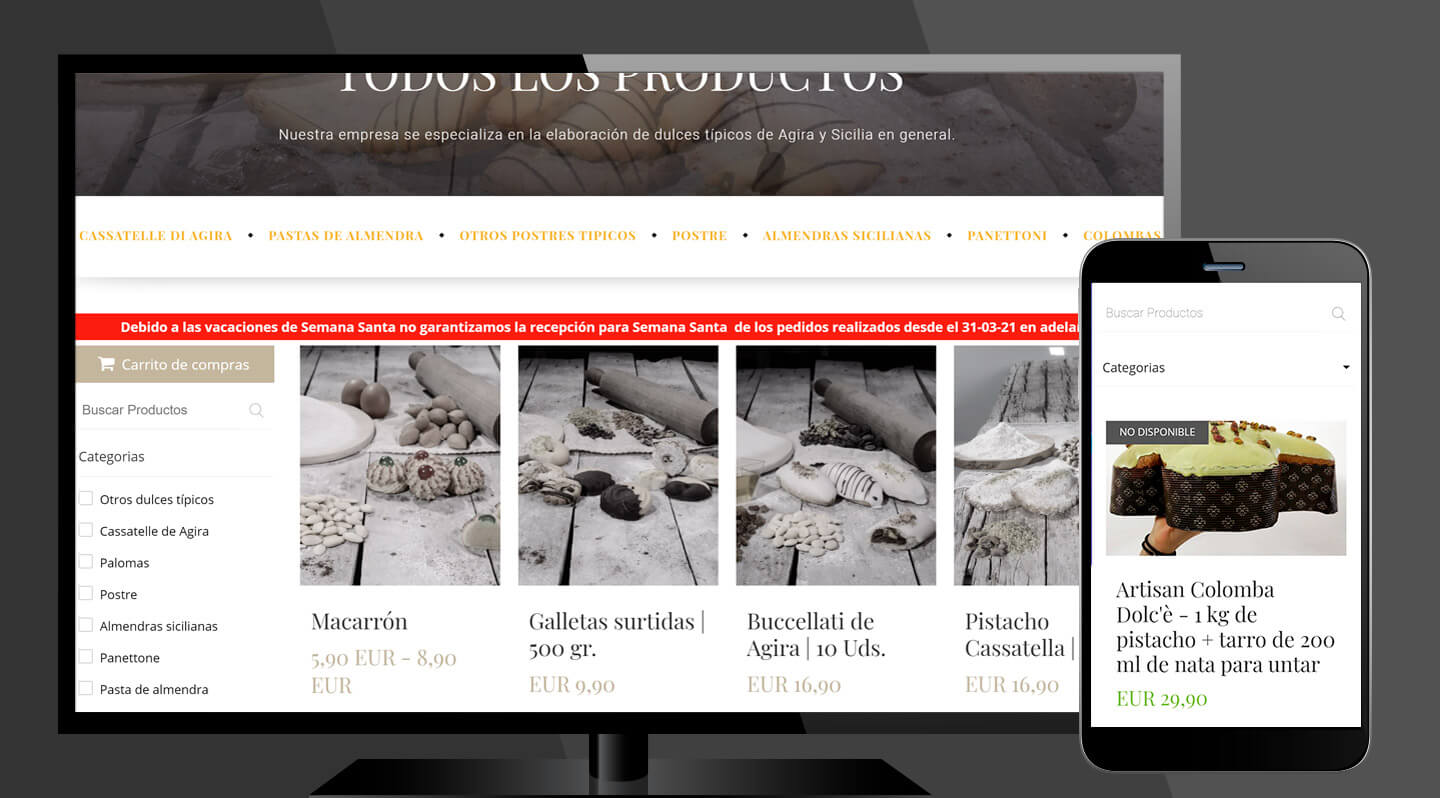 TODOS LOS PRODUCTOS
Nuestra empresa se especializa en la elaboración de dulces típicos de Agira y Sicilia en general.
CASSATELLE DI AGIRA • PASTAS DE ALMENDRA • OTROS POSTRES TIPICOS • POSTRE • ALMENDRAS SICILIANAS • PANETTONI • COLOMBAS
Debido a las vacaciones de Semana Santa no garantizamos la recepción para Semana Santa de los pedidos realizados desde el 31-03-21 en
Carrito de compras
Buscar Productos
Categorias
Otros dulces típicos
Cassatelle de Agira
Palomas
Postre
Almendras sicilianas
Panettone
Pasta de almendra
Macarrón
5,90 EUR - 8,90
EUR
Galletas surtidas |
500 gr.
EUR 9,90
Buccellati de
Agira | 10 Uds.
EUR 16,90
Pistacho
Cassatella |
EUR 16,90
Buscar Productos
Categorias
NO DISPONIBLE
Artisan Colomba
Dolc'è - 1 kg de
pistacho + tarro de 200
ml de nata para untar
EUR 29,90